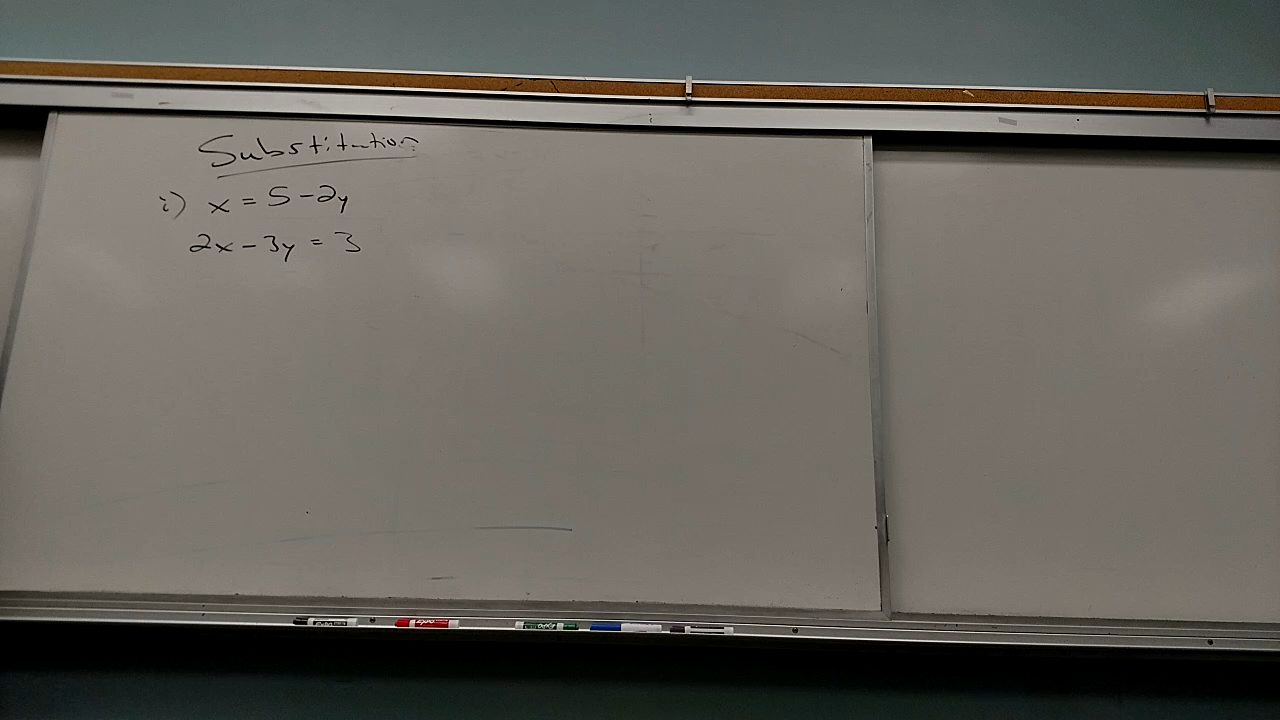 Substitution
i) x = 5 - 2y
2x - 3y = 3